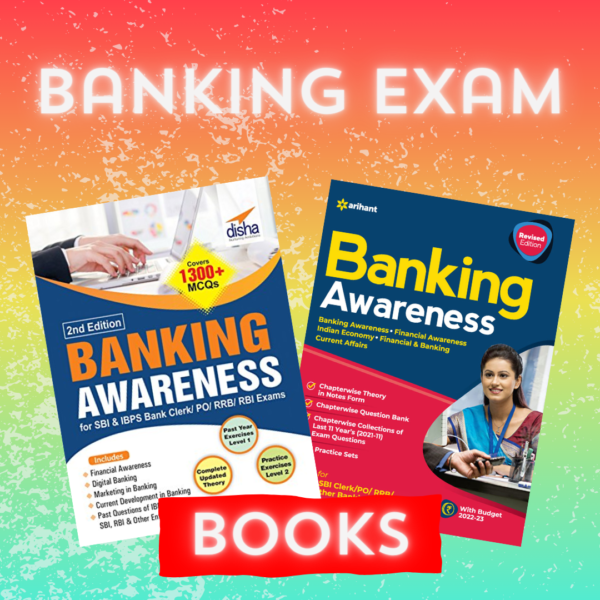 BANKING EXAM
disha
Covers
1300+
MCQs
2nd Edition
BANKING
AWARENESS
for SBI & IBPS Bank Clerk/ PO/ RRB/ RBI Exams
Past Year
Exercises
Level 1
Includes
Financial Awareness
Digital Banking
Marketing in Banking
Current Development in Banking
Past Questions of
SBI, RBI & Other
Complete
Updated
Theory
Practice
Exercises
Level 2
arihant
Revised
Edition
Banking
Awareness
Banking Awareness • Financial Awareness
Indian Economy • Financial & Banking
Current Affairs
Chapterwise Theory
in Notes Form
Chapterwise Question Bank
Chapterwise Collections of
Last 11 Year's (2021-11)
Exam Questions
Practice Sets
for
SBI Clerk/PO/ RRB/
With Budget
2022-23
BOOKS